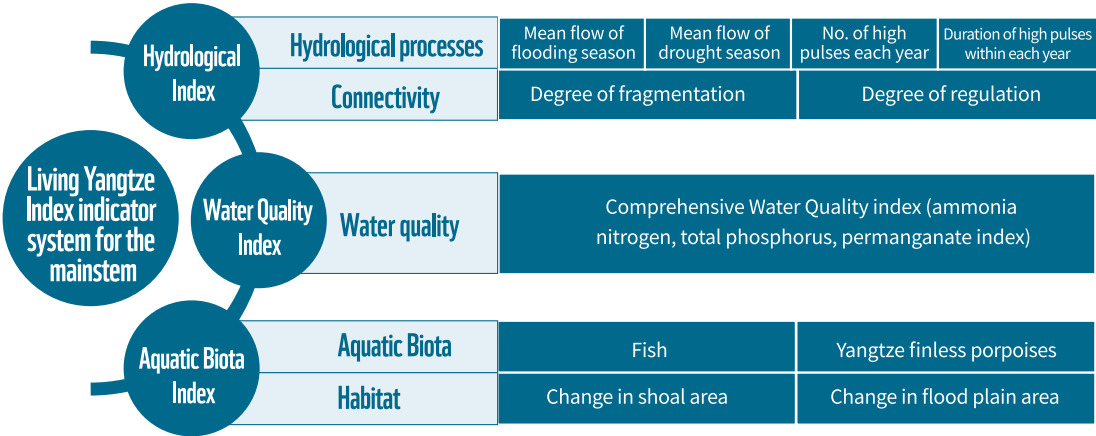 Living Yangtze
Index indicator
system for the
mainstem
Hydrological
Index
Hydrological processes
Mean flow of
flooding season
Mean flow of
drought season
No. of high
pulses each year
Duration of high pulses
within each year
Connectivity
Degree of fragmentation
Degree of regulation
Water Quality
Index
Water quality
Comprehensive Water Quality index (ammonia
nitrogen, total phosphorus, permanganate index)
Aquatic Biota
Index
Aquatic Biota
Fish
Yangtze finless porpoises
Habitat
Change in shoal area
Change in flood plain area